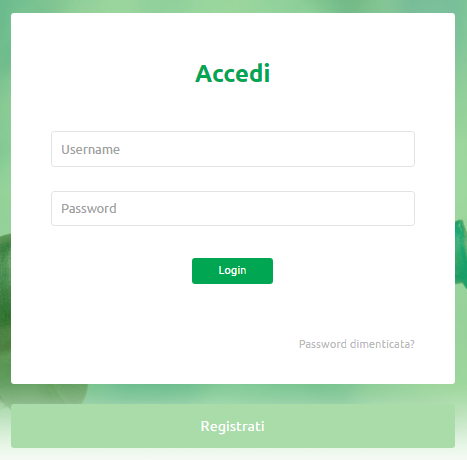 Accedi
Username
Password
Login
Password dimenticata?
Registrati